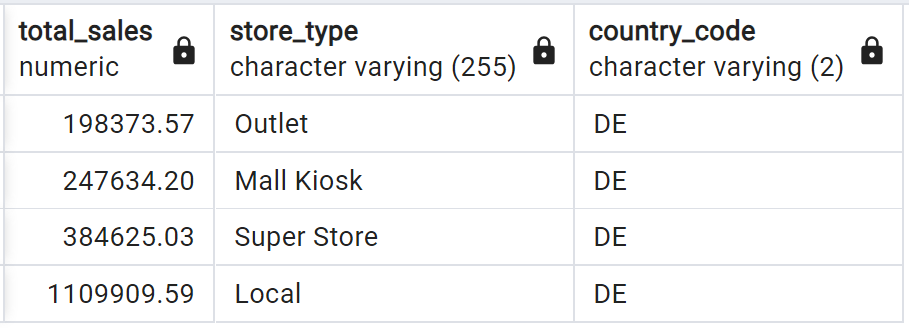 total_sales store_type country_code
numeric character varying (255) character varying (2)
198373.57 Outlet DE
247634.20 Mall Kiosk DE
384625.03 Super Store DE
1109909.59 Local DE